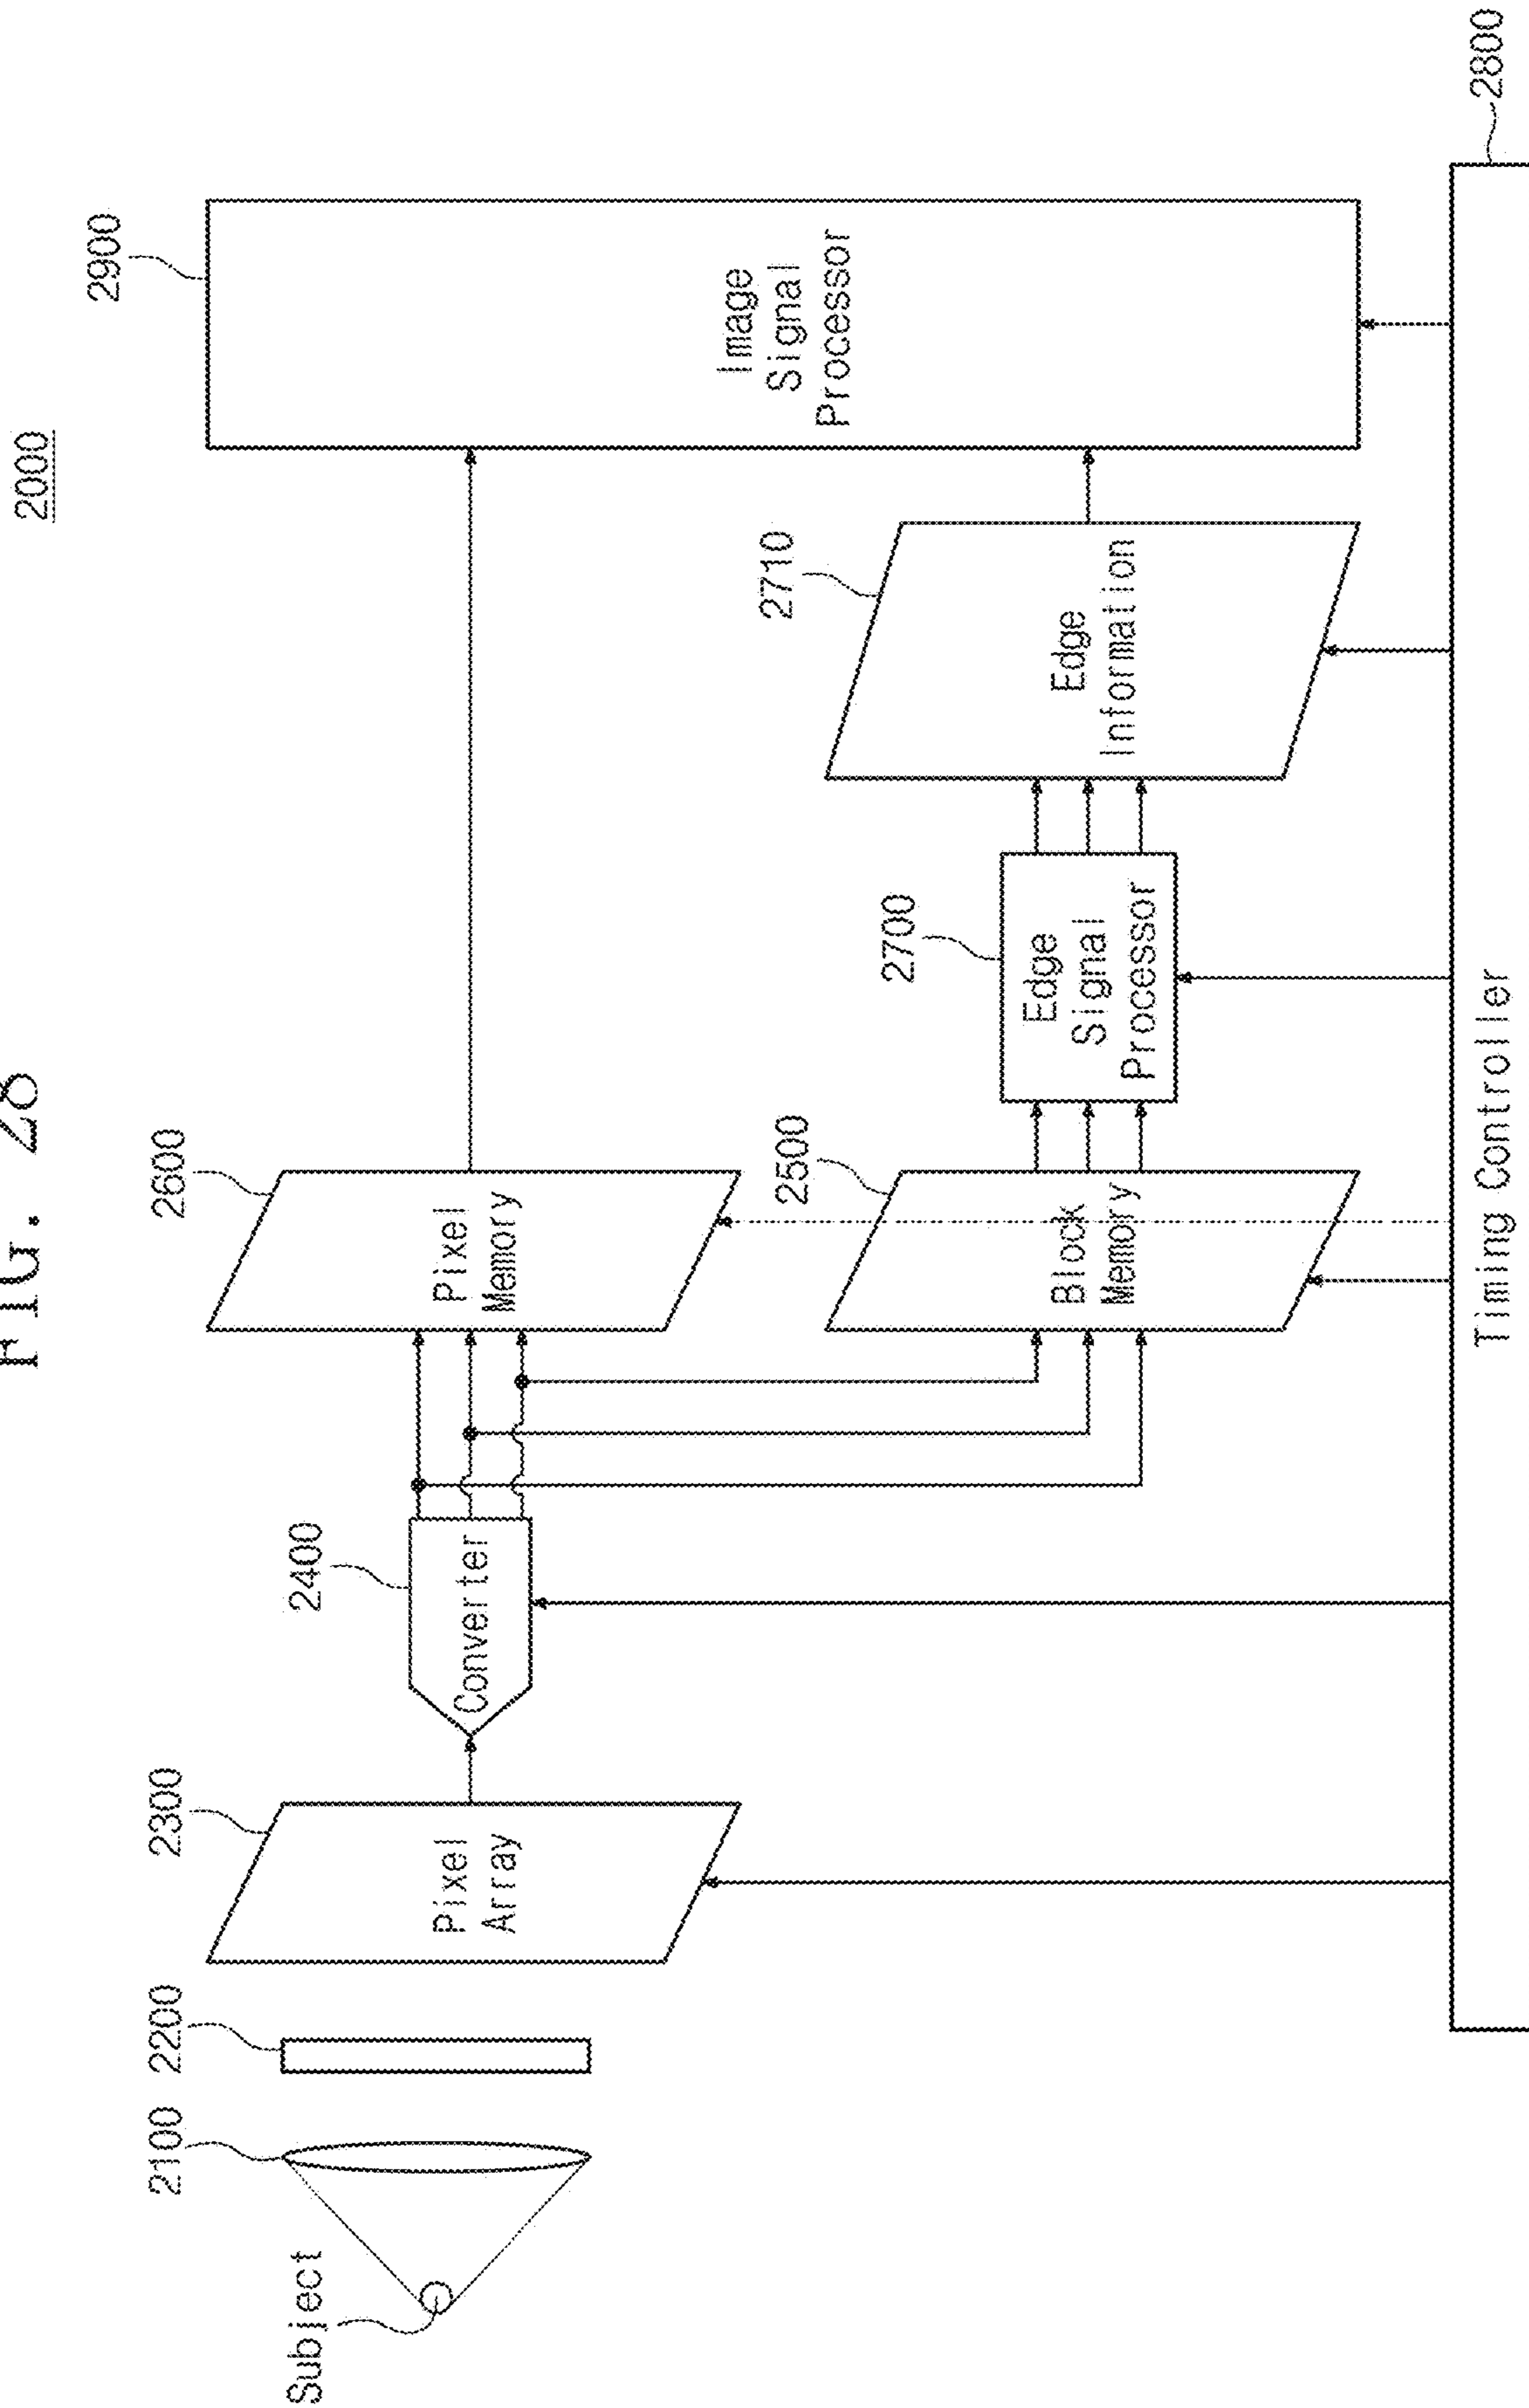 FIG. 28
2000
Subject
2100
2200
2300
Pixel
Array
2400
Converter
2600
Pixel
Memory
2500
Block
Memory
2700
Edge
Signal
Processor
2710
Edge
Information
2900
Image
Signal
Processor
Timing Controller
2800